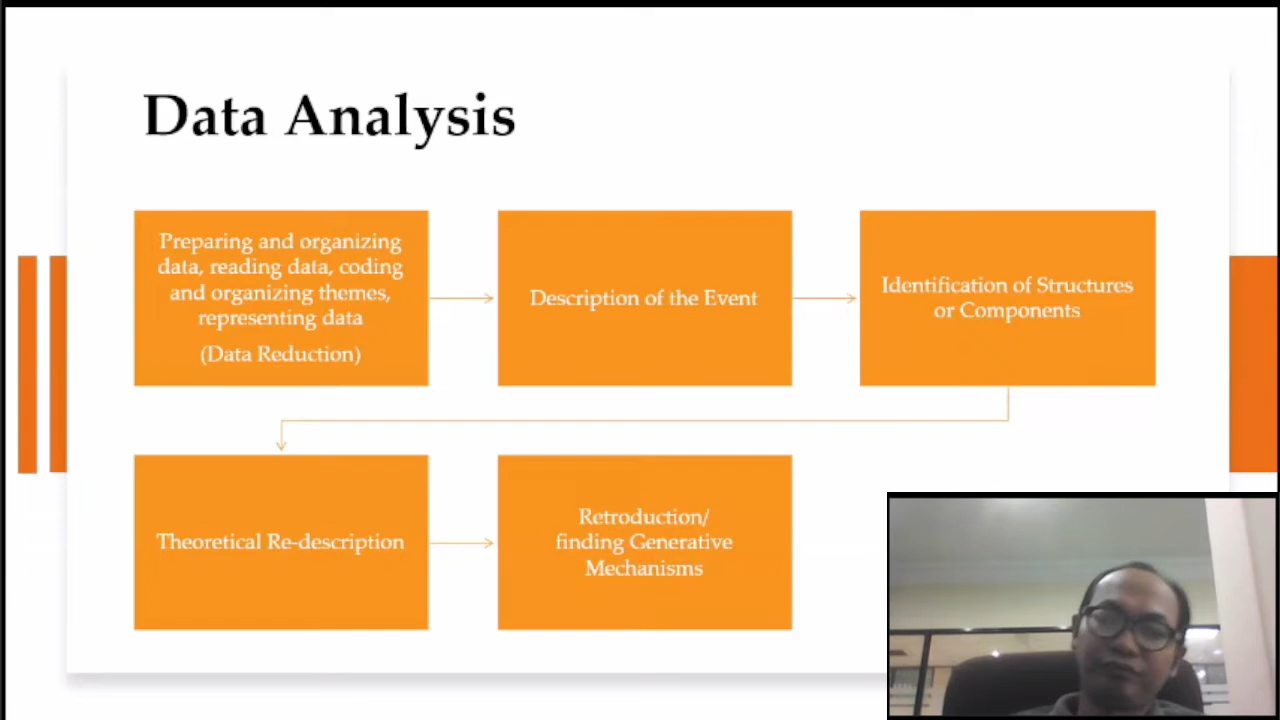 Data Analysis
Preparing and organizing
data, reading data, coding
and organizing themes,
representing data
(Data Reduction)
Description of the Event
Identification of Structures
or Components
Theoretical Re-description
Retroduction/
finding Generative
Mechanisms